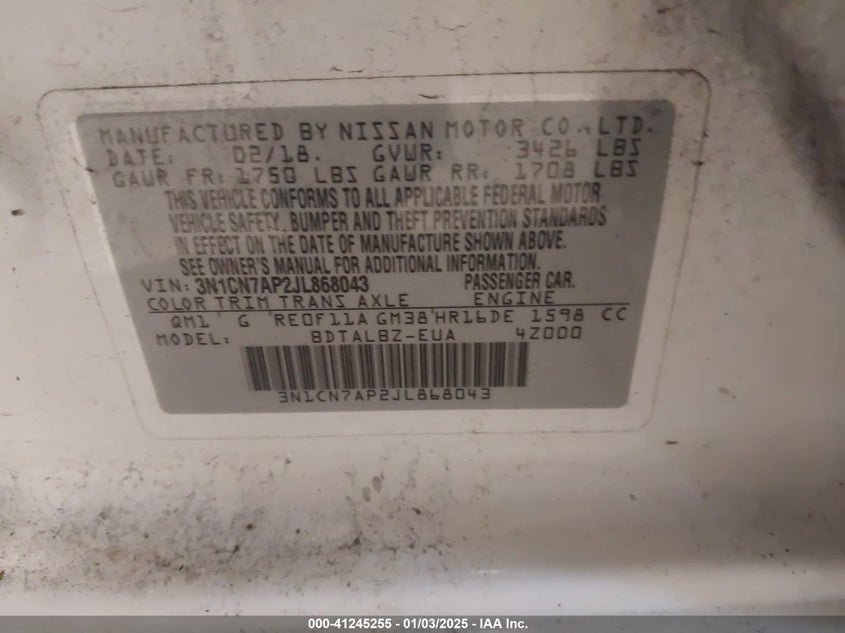 MANUFACTURED BY NISSAN MOTOR CO., LTD.
DATE: 02/18. GVWR: 3426 LBS
GAWR FR: 1750 LBS GAWR RR: 1708 LBS
THIS VEHICLE CONFORMS TO ALL APPLICABLE FEDERAL MOTOR
VEHICLE SAFETY, BUMPER AND THEFT PREVENTION STANDARDS
IN EFFECT ON THE DATE OF MANUFACTURE SHOWN ABOVE.
SEE OWNER'S MANUAL FOR ADDITIONAL INFORMATION.
VIN: 3N1CN7AP2JL868043 PASSENGER CAR.
COLOR TRIM TRANS AXLE ENGINE
QM1 G RE0F11A GM38 HR16DE 1598 CC
MODEL: BDTALBZ-EUA 4Z000
3N1CN7AP2JL868043
000-41245255 - 01/03/2025 - IAA Inc.